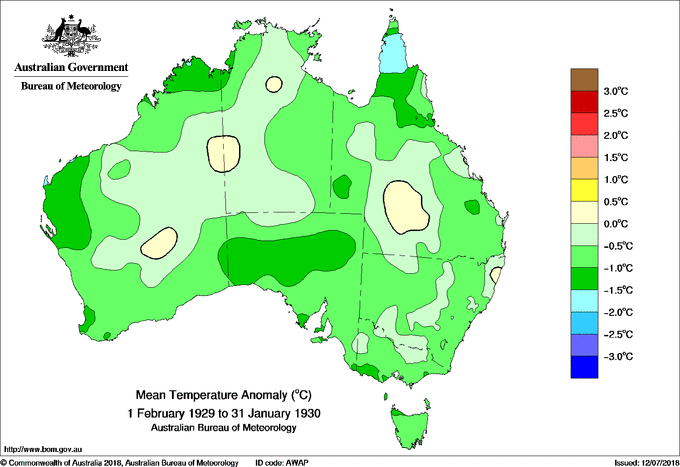 Australian Government
Bureau of Meteorology
3.0°C
2.5°C
2.0°C
1.5°C
1.0°C
0.5°C
0.0°C
-0.5°C
-1.0°C
-1.5°C
-2.0°C
-2.5°C
-3.0°C
Mean Temperature Anomaly (°C)
1 February 1929 to 31 January 1930
Australian Bureau of Meteorology
http://www.bom.gov.au
© Commonwealth of Australia 2018, Australian Bureau of Meteorology ID code: AWAP Issued: 12/07/2018